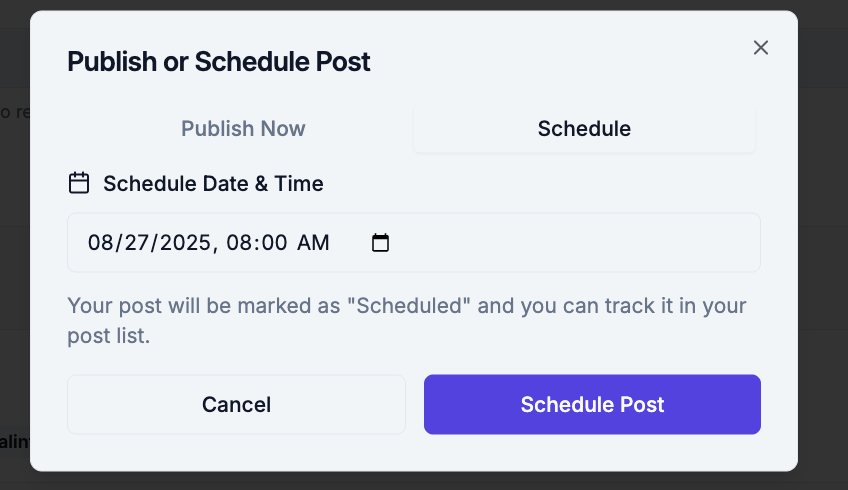 Publish or Schedule Post
o re
Publish Now
Schedule
Schedule Date & Time
08/27/2025, 08:00 AM
Your post will be marked as "Scheduled" and you can track it in your
post list.
Cancel
Schedule Post